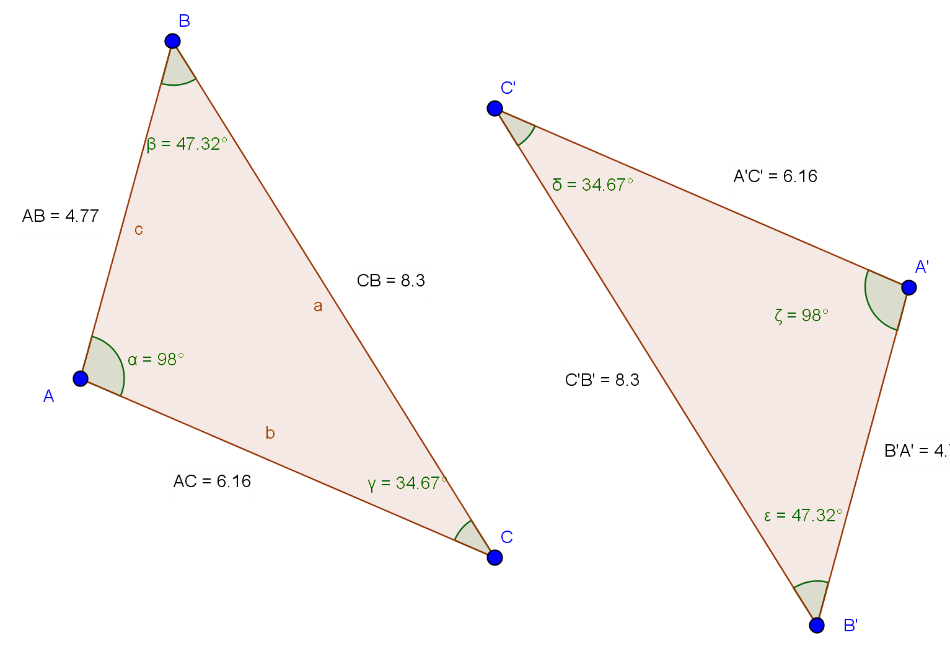 B
C'
β = 47.32°
A'C' = 6.16
δ = 34.67°
AB = 4.77
c
A'
CB = 8.3
a
ζ = 98°
α = 98°
C'B' = 8.3
A
b
B'A' = 4.
AC = 6.16
γ = 34.67°
ε = 47.32°
C
B'